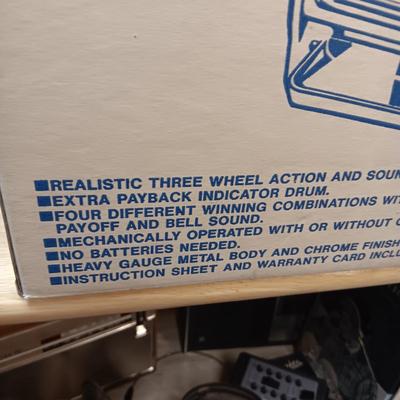 ■REALISTIC THREE WHEEL ACTION AND SOUN
■EXTRA PAYBACK INDICATOR DRUM.
■FOUR DIFFERENT WINNING COMBINATIONS WIT
PAYOFF AND BELL SOUND.
■MECHANICALLY OPERATED WITH OR WITHOUT C
■NO BATTERIES NEEDED.
■HEAVY GAUGE METAL BODY AND CHROME FINISH
■INSTRUCTION SHEET AND WARRANTY CARD INCLU